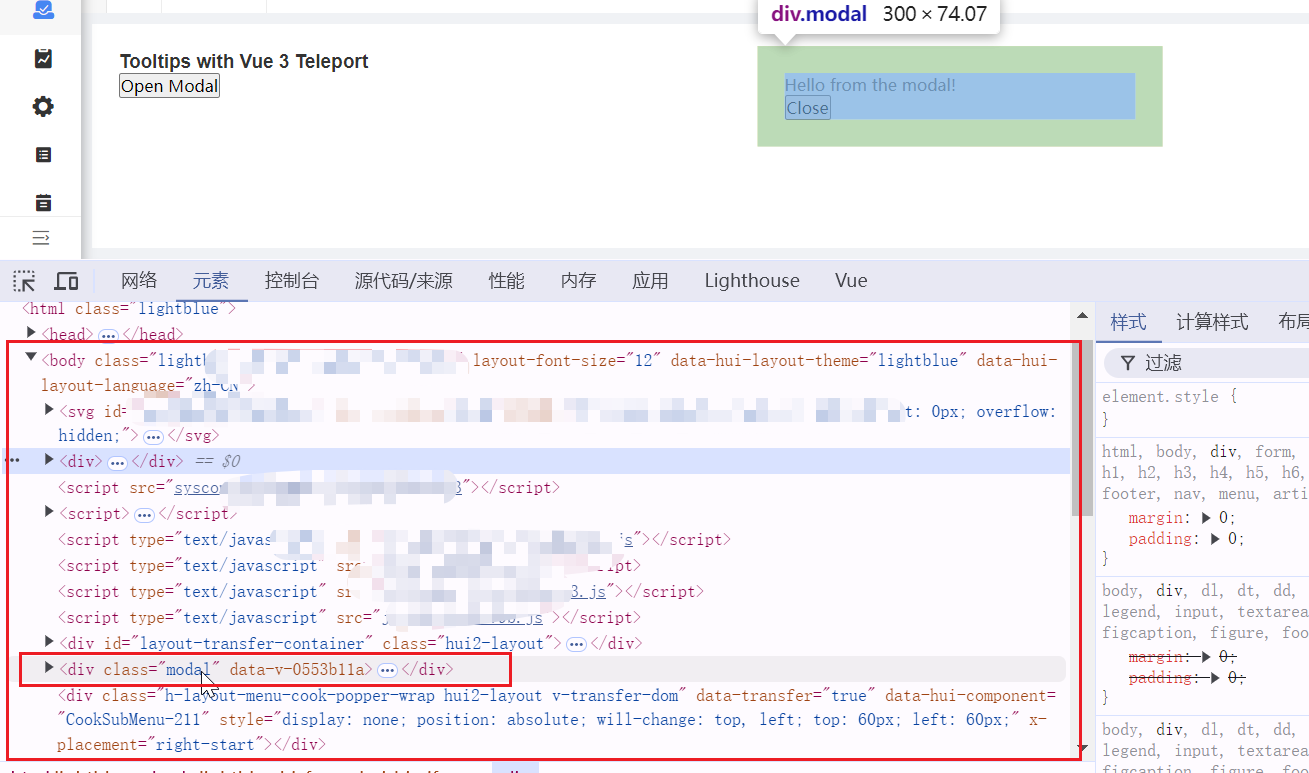 div.modal 300 × 74.07
Tooltips with Vue 3 Teleport
Open Modal
Hello from the modal!
Close
网络 元素 控制台 源代码/来源 性能 内存 应用 Lighthouse Vue
<html class="lightblue">
<head> … </head>
<body class="light layout-font-size="12" data-hui-layout-theme="lightblue" data-hui-
layout-language="zh-CN">
<svg id= t: 0px; overflow:
hidden;"> … </svg>
<div> … </div> == $0
<script src="sysco 3"></script>
<script> … </script>
<script type="text/javas js"></script>
<script type="text/javascript" src ipt>
<script type="text/javascript" sr 3.js"></script>
<script type="text/javascript" src="j .js"></script>
<div id="layout-transfer-container" class="hui2-layout"> … </div>
<div class="modal" data-v-0553b11a> … </div>
<div class="h-layout-menu-cook-popper-wrap hui2-layout v-transfer-dom" data-transfer="true" data-hui-component=
"CookSubMenu-211" style="display: none; position: absolute; will-change: top, left; top: 60px; left: 60px;" x-
placement="right-start"></div>
样式 计算样式 布局
过滤
element.style {
}
html, body, div, form,
h1, h2, h3, h4, h5, h6,
footer, nav, menu, arti
margin: 0;
padding: 0;
}
body, div, dl, dt, dd,
legend, input, textarea
figcaption, figure, foo
margin: 0;
padding: 0;
}
body, div, dl, dt, dd,
legend, input, textarea